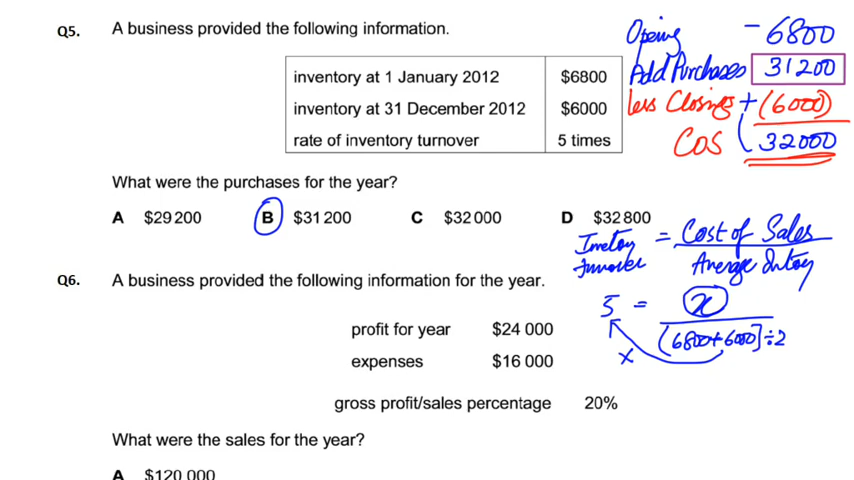 Q5. A business provided the following information.
inventory at 1 January 2012 $6800
inventory at 31 December 2012 $6000
rate of inventory turnover 5 times
What were the purchases for the year?
A $29 200 B $31 200 C $32 000 D $32 800
Opening - 6800
Add Purchases 31200
Less Closing + (6000)
COS 32000
= Cost of Sales
turnover Average
5 = x
(6800+6000] ÷ 2
x
Q6. A business provided the following information for the year.
profit for year $24 000
expenses $16 000
gross profit/sales percentage 20%
What were the sales for the year?
A $120 000